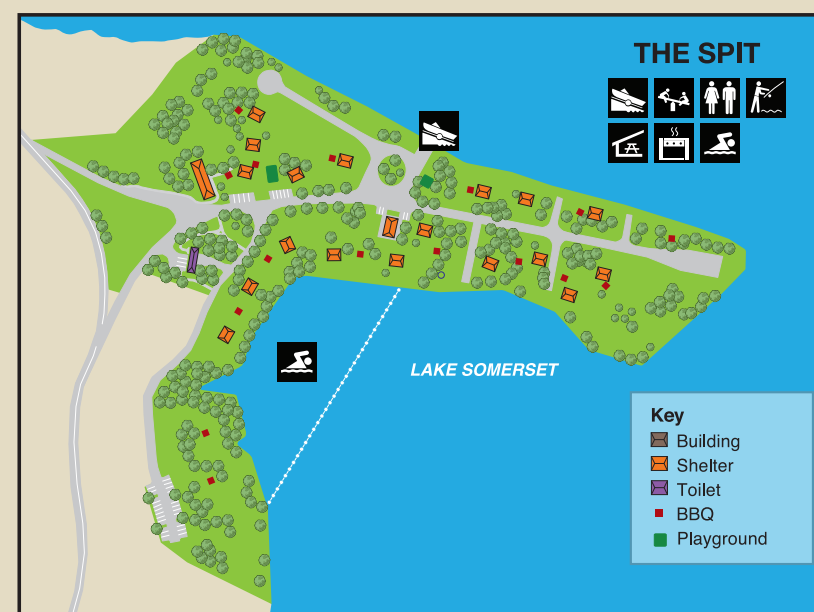 THE SPIT
LAKE SOMERSET
Key
Building
Shelter
Toilet
BBQ
Playground